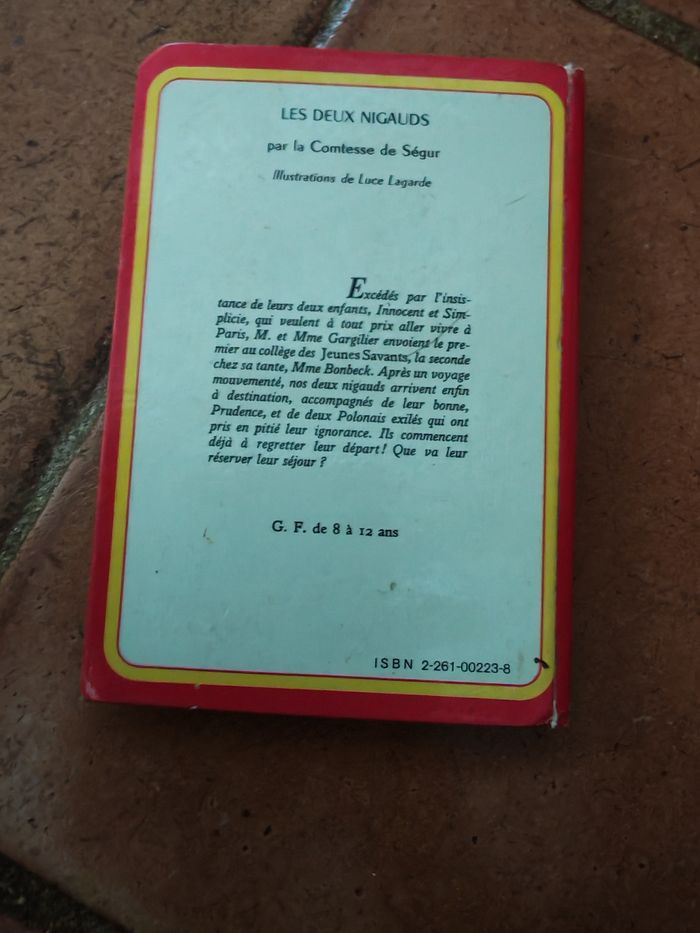 LES DEUX NIGAUDS
par la Comtesse de Ségur
Illustrations de Luce Lagarde
Excédés par l'insis-
tance de leurs deux enfants, Innocent et Sim-
plicie, qui veulent à tout prix aller vivre à
Paris, M. et Mme Gargilier envoient le pre-
mier au collège des Jeunes Savants, la seconde
chez sa tante, Mme Bonbeck. Après un voyage
mouvementé, nos deux nigauds arrivent enfin
à destination, accompagnés de leur bonne,
Prudence, et de deux Polonais exilés qui ont
pris en pitié leur ignorance. Ils commencent
déjà à regretter leur départ! Que va leur
réserver leur séjour ?
G. F. de 8 à 12 ans
ISBN 2-261-00223-8